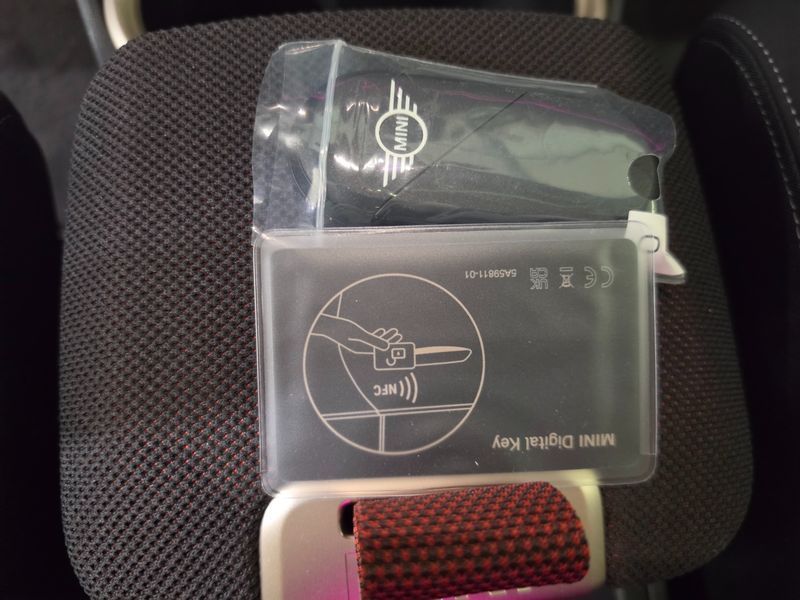 MINI
MINI Digital Key
NFC
CE UK CA 5A59811-01